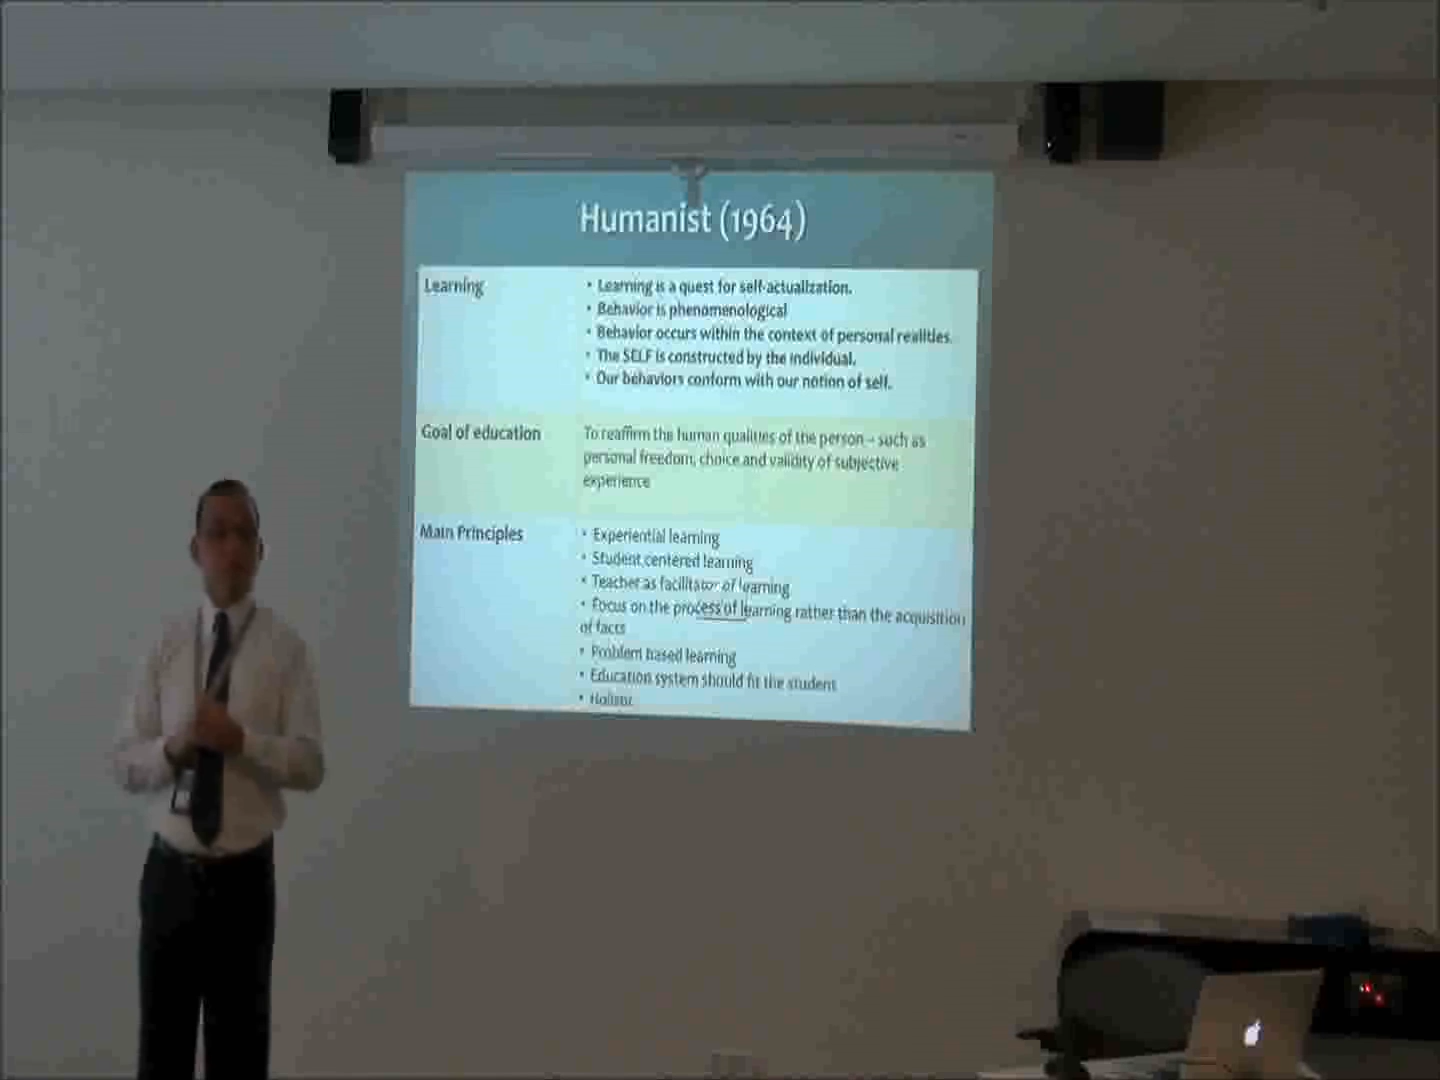 Humanist (1964)
Learning
• Learning is a quest for self-actualization.
• Behavior is phenomenological
• Behavior occurs within the context of personal realities.
• The SELF is constructed by the individual.
• Our behaviors conform with our notion of self.
Goal of education
To reaffirm the human qualities of the person – such as
personal freedom, choice and validity of subjective
experience
Main Principles
• Experiential learning
• Student centered learning
• Teacher as facilitator of learning
• Focus on the process of learning rather than the acquisition
of facts
• Problem based learning
• Education system should fit the student
• Holistic